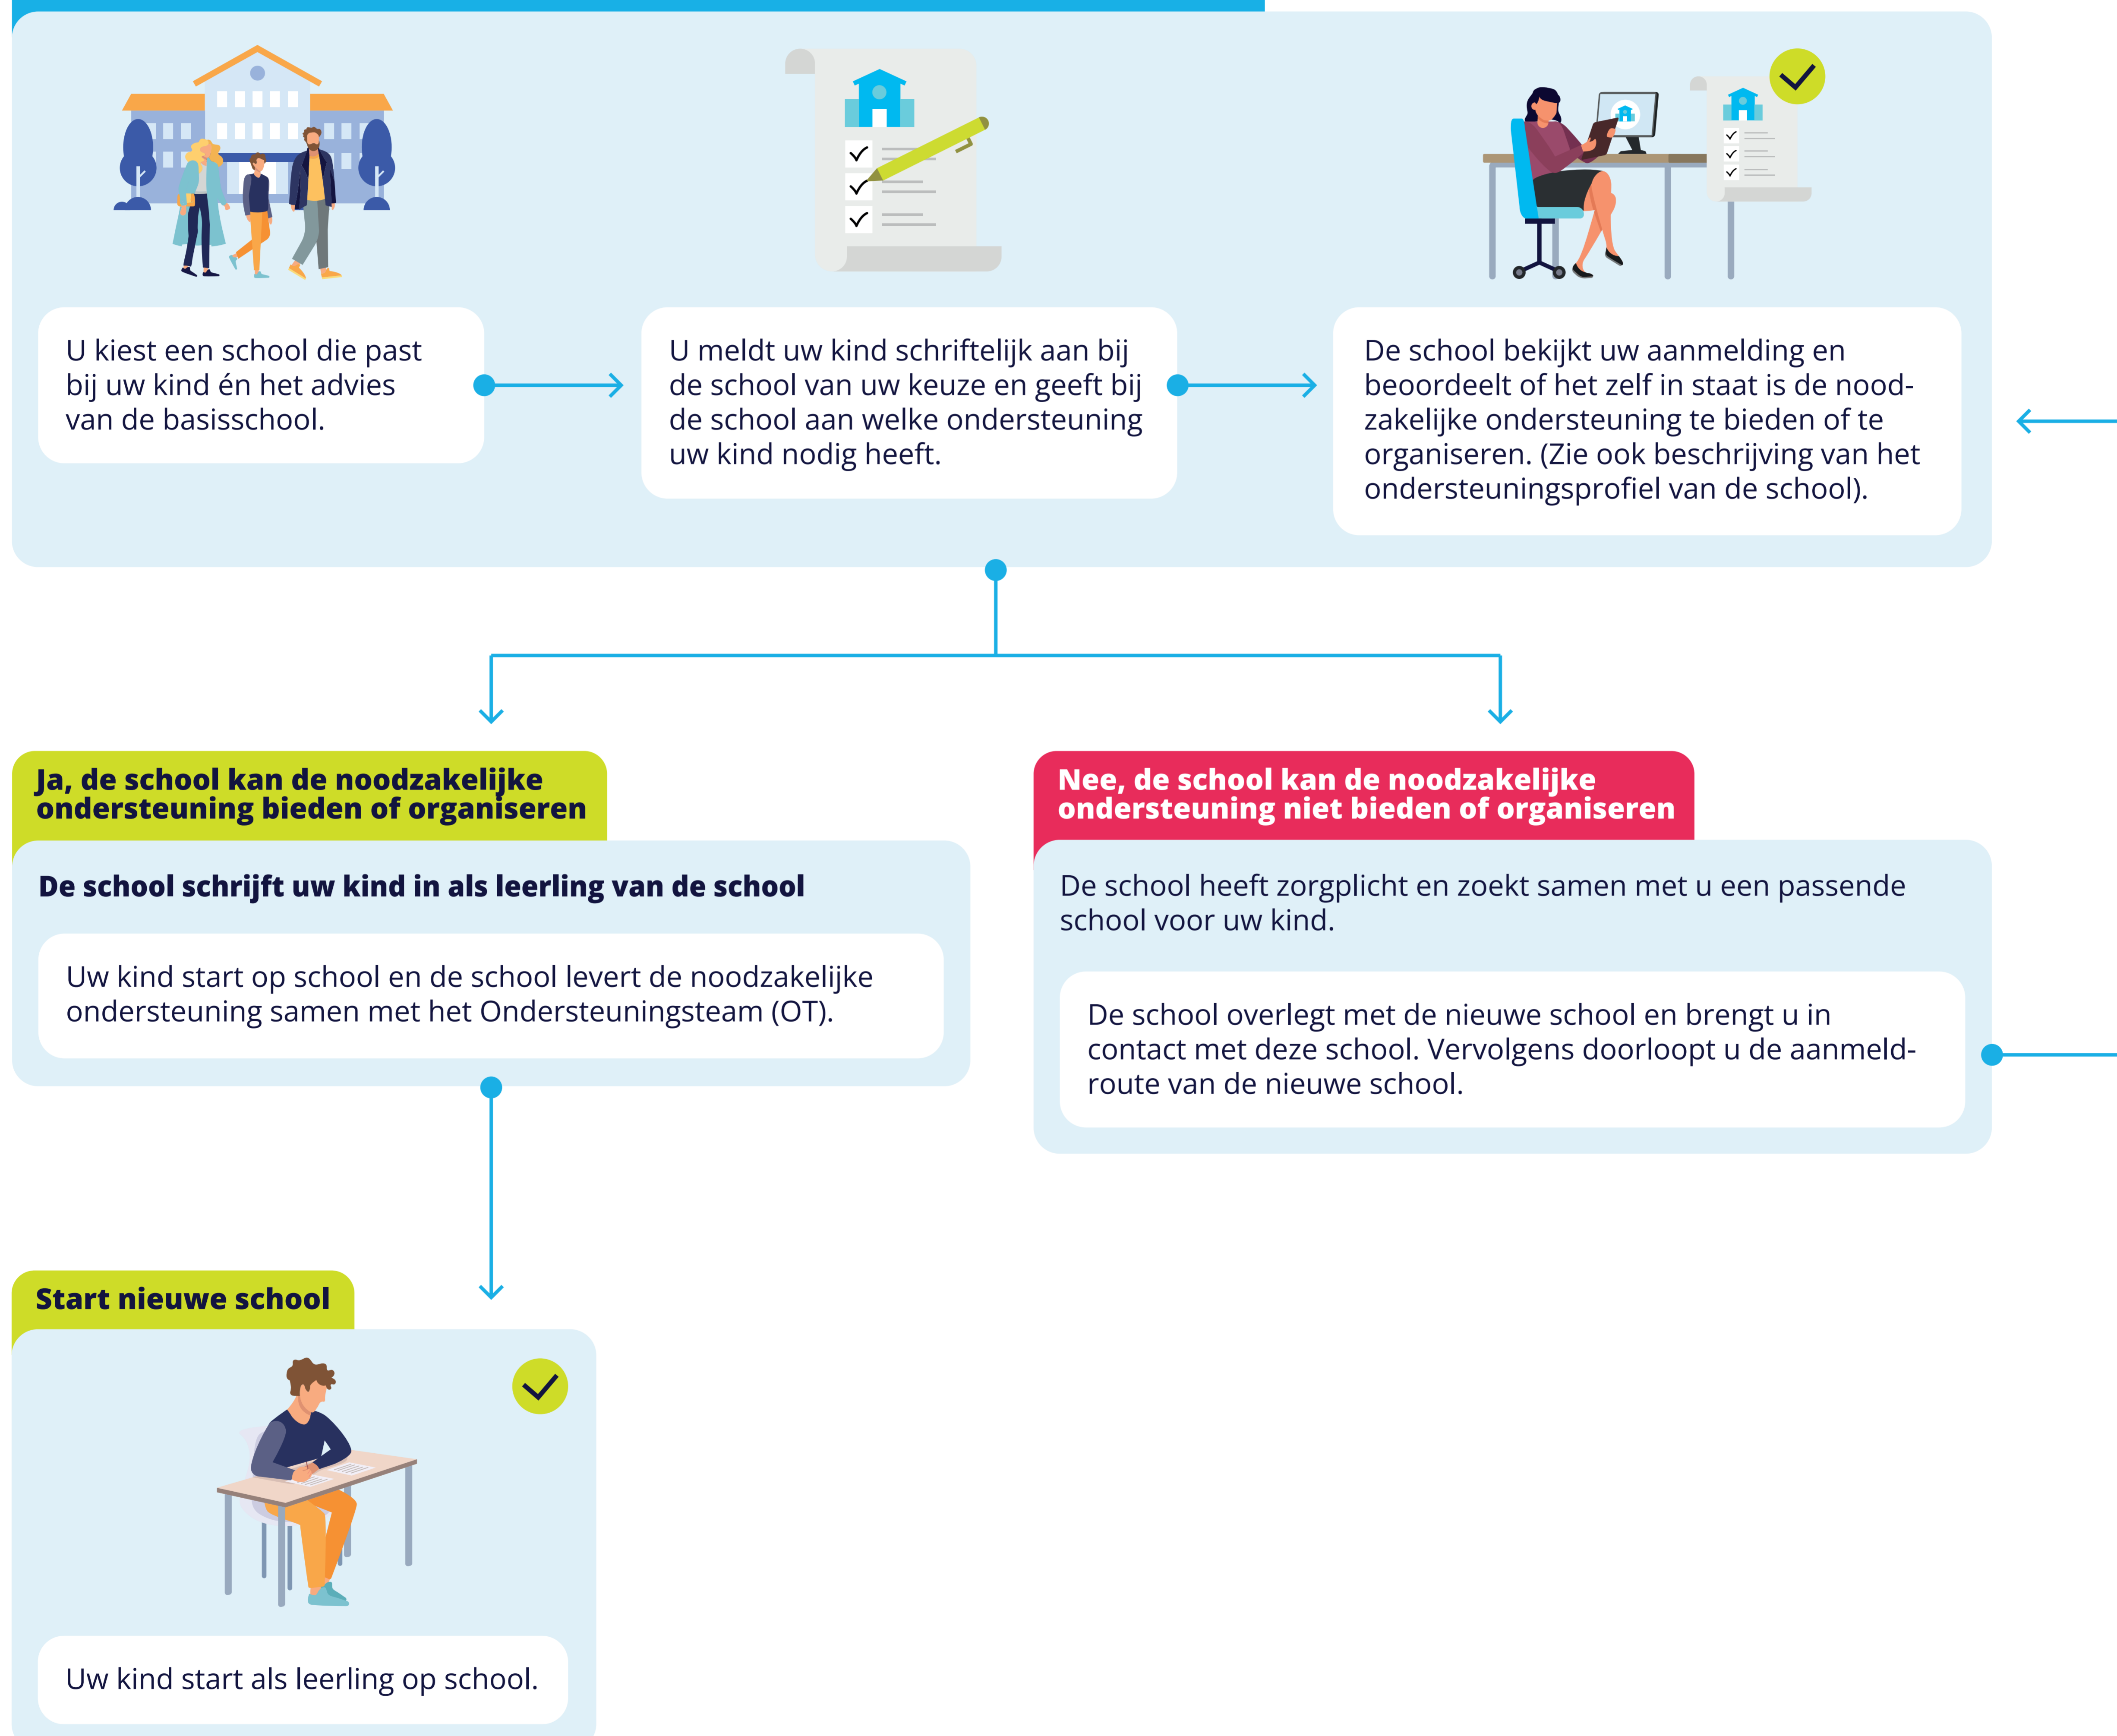 U kiest een school die past
bij uw kind én het advies
van de basisschool.
U meldt uw kind schriftelijk aan bij
de school van uw keuze en geeft bij
de school aan welke ondersteuning
uw kind nodig heeft.
De school bekijkt uw aanmelding en
beoordeelt of het zelf in staat is de nood-
zakelijke ondersteuning te bieden of te
organiseren. (Zie ook beschrijving van het
ondersteuningsprofiel van de school).
Ja, de school kan de noodzakelijke
ondersteuning bieden of organiseren
De school schrijft uw kind in als leerling van de school
Uw kind start op school en de school levert de noodzakelijke
ondersteuning samen met het Ondersteuningsteam (OT).
Nee, de school kan de noodzakelijke
ondersteuning niet bieden of organiseren
De school heeft zorgplicht en zoekt samen met u een passende
school voor uw kind.
De school overlegt met de nieuwe school en brengt u in
contact met deze school. Vervolgens doorloopt u de aanmeld-
route van de nieuwe school.
Start nieuwe school
Uw kind start als leerling op school.